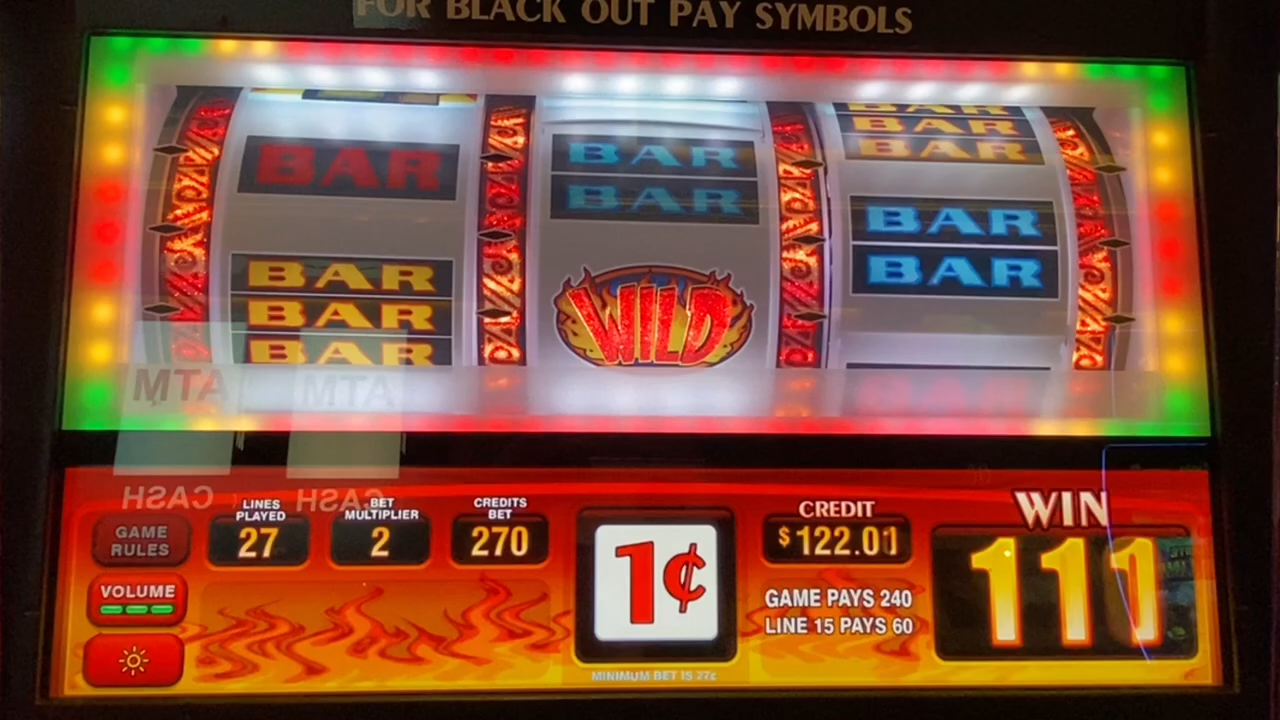 FOR BLACK OUT PAY SYMBOLS
BAR
BAR
BAR
BAR
BAR
BAR
BAR
BAR
WILD
BAR
BAR
BAR
BAR
BAR
MTA
MTA
CASH
CASH
GAME
RULES
VOLUME
LINES
PLAYED
27
BET
MULTIPLIER
2
CREDITS
BET
270
1¢
MINIMUM BET IS 27¢
CREDIT
$122.01
GAME PAYS 240
LINE 15 PAYS 60
WIN
111